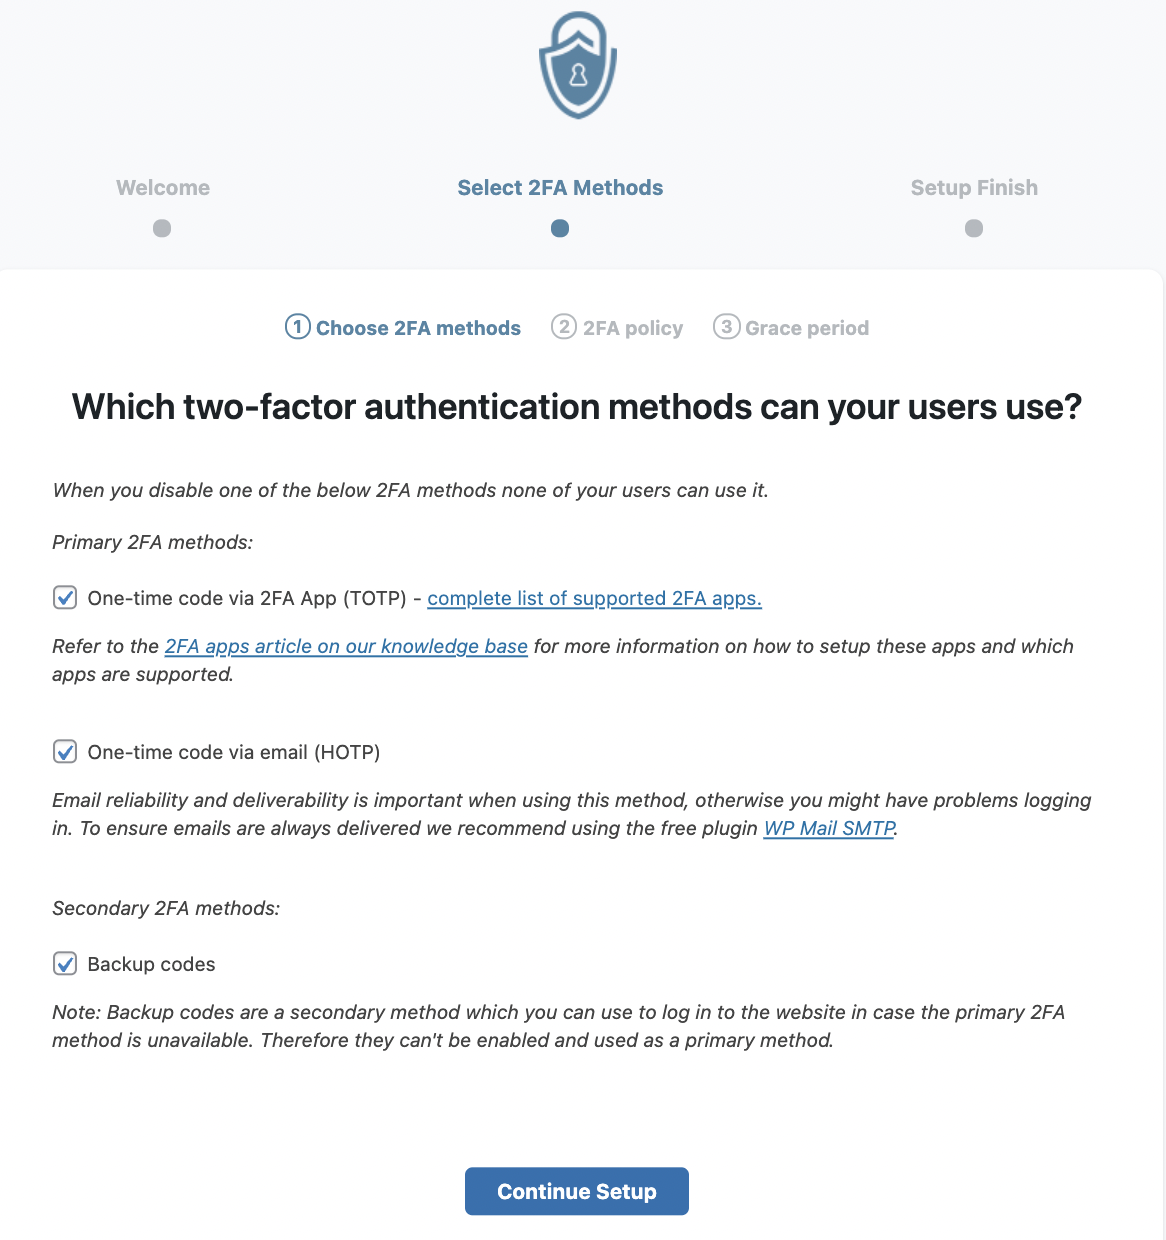 Welcome
Select 2FA Methods
Setup Finish
1 Choose 2FA methods
2 2FA policy
3 Grace period
Which two-factor authentication methods can your users use?
When you disable one of the below 2FA methods none of your users can use it.
Primary 2FA methods:
One-time code via 2FA App (TOTP) - complete list of supported 2FA apps.
Refer to the 2FA apps article on our knowledge base for more information on how to setup these apps and which
apps are supported.
One-time code via email (HOTP)
Email reliability and deliverability is important when using this method, otherwise you might have problems logging
in. To ensure emails are always delivered we recommend using the free plugin WP Mail SMTP.
Secondary 2FA methods:
Backup codes
Note: Backup codes are a secondary method which you can use to log in to the website in case the primary 2FA
method is unavailable. Therefore they can't be enabled and used as a primary method.
Continue Setup